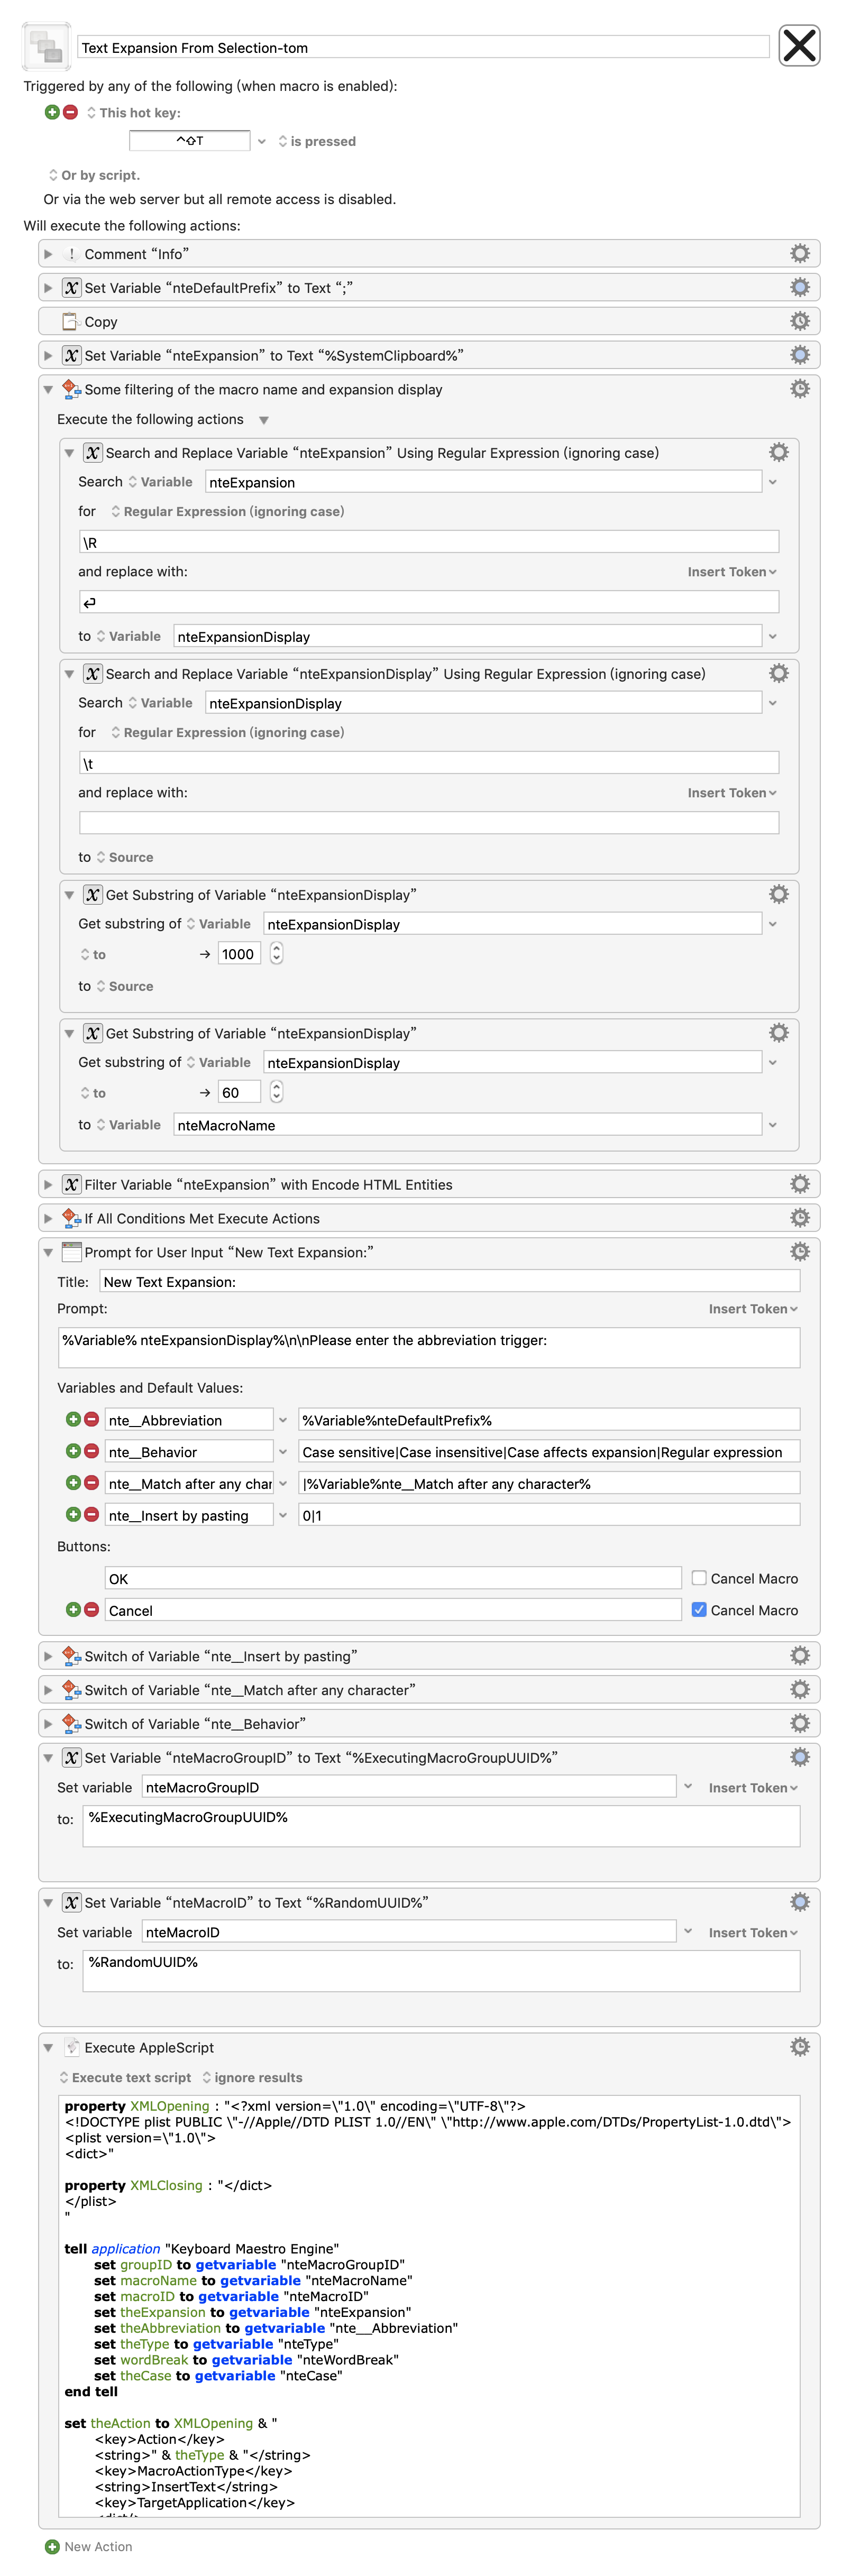 Text Expansion From Selection-tom
Triggered by any of the following (when macro is enabled):
This hot key:
^⇧T is pressed
Or by script.
Or via the web server but all remote access is disabled.
Will execute the following actions:
Comment “Info”
Set Variable “nteDefaultPrefix” to Text “;”
Copy
Set Variable “nteExpansion” to Text “%SystemClipboard%”
Some filtering of the macro name and expansion display
Execute the following actions
Search and Replace Variable “nteExpansion” Using Regular Expression (ignoring case)
Search Variable nteExpansion
for Regular Expression (ignoring case)
\R
and replace with: Insert Token
↩
to Variable nteExpansionDisplay
Search and Replace Variable “nteExpansionDisplay” Using Regular Expression (ignoring case)
Search Variable nteExpansionDisplay
for Regular Expression (ignoring case)
\t
and replace with: Insert Token
to Source
Get Substring of Variable “nteExpansionDisplay”
Get substring of Variable nteExpansionDisplay
to → 1000
to Source
Get Substring of Variable “nteExpansionDisplay”
Get substring of Variable nteExpansionDisplay
to → 60
to Variable nteMacroName
Filter Variable “nteExpansion” with Encode HTML Entities
If All Conditions Met Execute Actions
Prompt for User Input “New Text Expansion:”
Title: New Text Expansion:
Prompt: Insert Token
%Variable% nteExpansionDisplay%\n\nPlease enter the abbreviation trigger:
Variables and Default Values:
nte__Abbreviation %Variable%nteDefaultPrefix%
nte__Behavior Case sensitive|Case insensitive|Case affects expansion|Regular expression
nte__Match after any char |%Variable%nte__Match after any character%
nte__Insert by pasting 0|1
Buttons:
OK Cancel Macro
Cancel Cancel Macro
Switch of Variable “nte__Insert by pasting”
Switch of Variable “nte__Match after any character”
Switch of Variable “nte__Behavior”
Set Variable “nteMacroGroupID” to Text “%ExecutingMacroGroupUUID%”
Set variable nteMacroGroupID Insert Token
to: %ExecutingMacroGroupUUID%
Set Variable “nteMacroID” to Text “%RandomUUID%”
Set variable nteMacroID Insert Token
to: %RandomUUID%
Execute AppleScript
Execute text script ignore results
property XMLOpening : "<?xml version=\"1.0\" encoding=\"UTF-8\"?>
<!DOCTYPE plist PUBLIC \"-//Apple//DTD PLIST 1.0//EN\" \"http://www.apple.com/DTDs/PropertyList-1.0.dtd\">
<plist version=\"1.0\">
<dict>"
property XMLClosing : "</dict>
</plist>
"
tell application "Keyboard Maestro Engine"
set groupID to getvariable "nteMacroGroupID"
set macroName to getvariable "nteMacroName"
set macroID to getvariable "nteMacroID"
set theExpansion to getvariable "nteExpansion"
set theAbbreviation to getvariable "nte__Abbreviation"
set theType to getvariable "nteType"
set wordBreak to getvariable "nteWordBreak"
set theCase to getvariable "nteCase"
end tell
set theAction to XMLOpening & "
<key>Action</key>
<string>" & theType & "</string>
<key>MacroActionType</key>
<string>InsertText</string>
<key>TargetApplication</key>
New Action